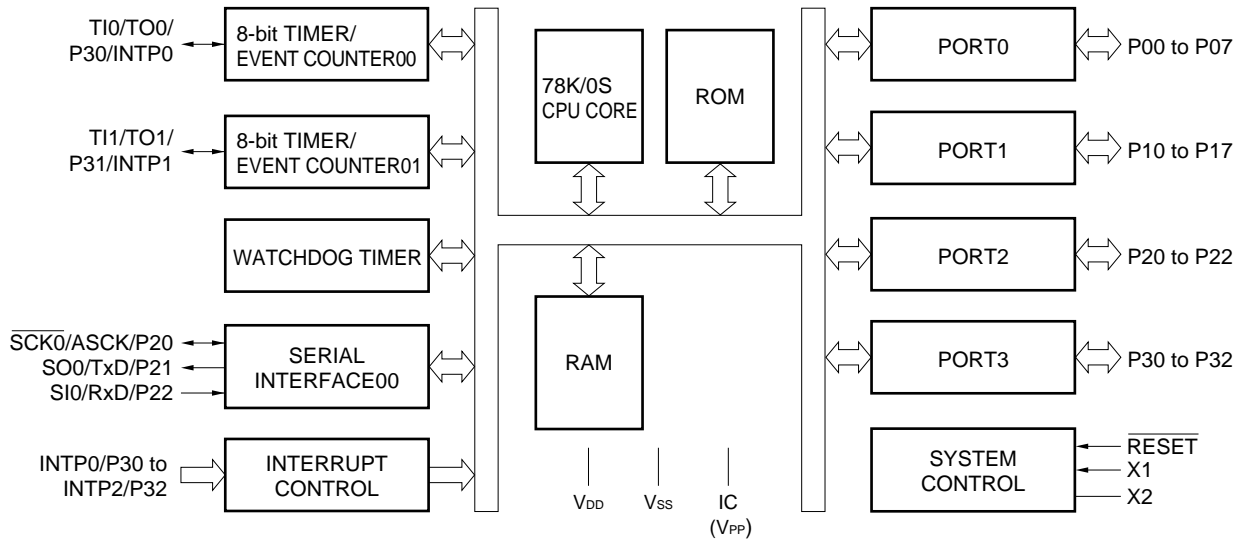 TI0/TO0/
P30/INTP0
8-bit TIMER/
EVENT COUNTER00
TI1/TO1/
P31/INTP1
8-bit TIMER/
EVENT COUNTER01
WATCHDOG TIMER
SCK0/ASCK/P20
SO0/TxD/P21
SI0/RxD/P22
SERIAL
INTERFACE00
INTP0/P30 to
INTP2/P32
INTERRUPT
CONTROL
78K/0S
CPU CORE
ROM
RAM
VDD
VSS
IC
(VPP)
PORT0
P00 to P07
PORT1
P10 to P17
PORT2
P20 to P22
PORT3
P30 to P32
SYSTEM
CONTROL
RESET
X1
X2